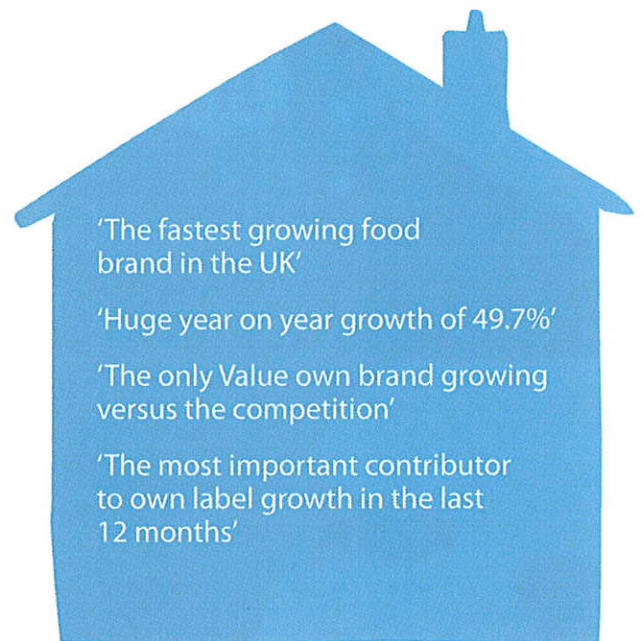 ‘The fastest growing food
brand in the UK’
‘Huge year on year growth of 49.7%’
‘The only Value own brand growing
versus the competition’
‘The most important contributor
to own label growth in the last
12 months’